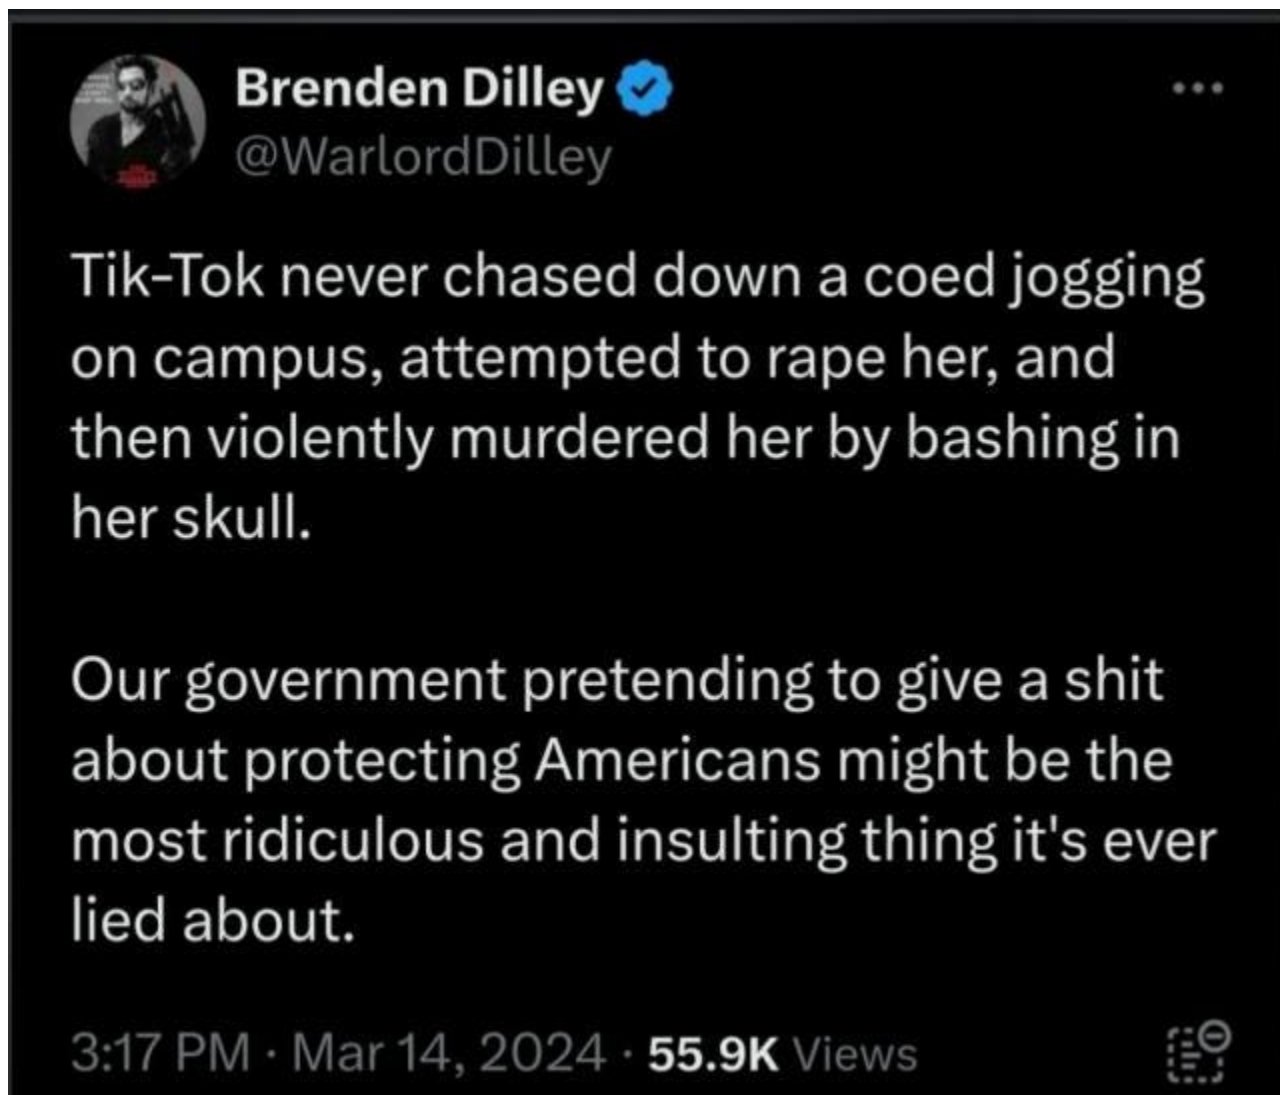 Brenden Dilley
@WarlordDilley
Tik-Tok never chased down a coed jogging
on campus, attempted to rape her, and
then violently murdered her by bashing in
her skull.
Our government pretending to give a shit
about protecting Americans might be the
most ridiculous and insulting thing it's ever
lied about.
3:17 PM · Mar 14, 2024 · 55.9K Views